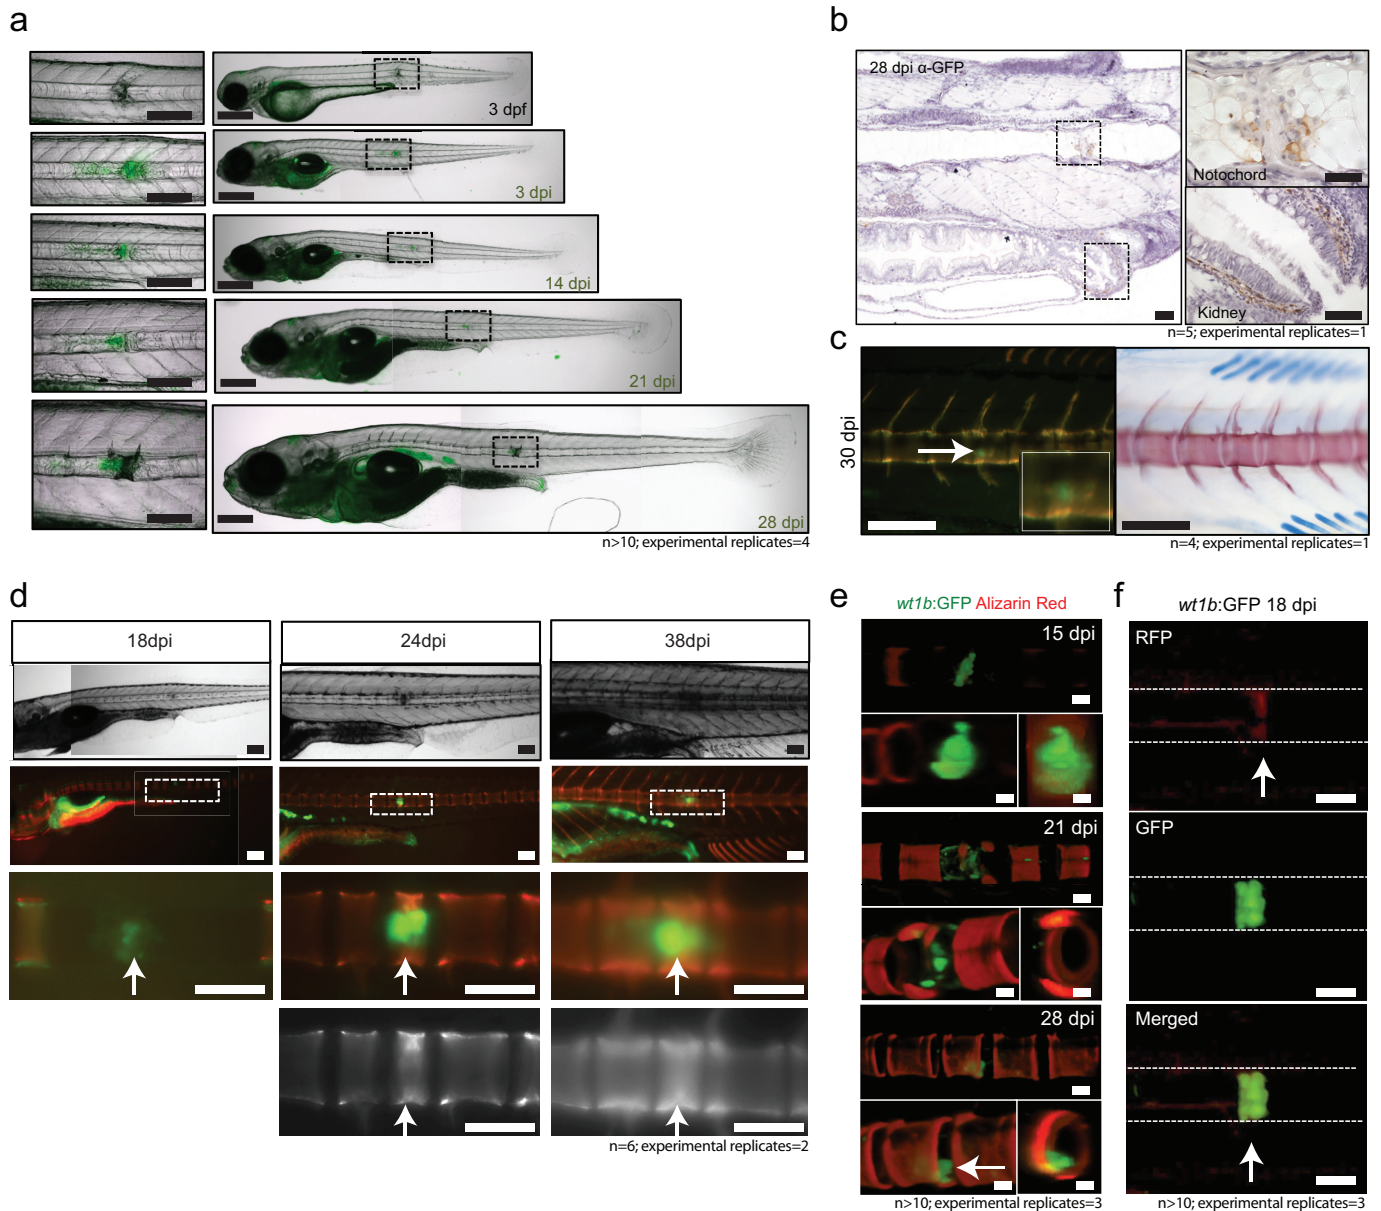 a
3 dpf
3 dpi
14 dpi
21 dpi
28 dpi
n>10; experimental replicates=4
b
28 dpi α-GFP
Notochord
Kidney
n=5; experimental replicates=1
c
30 dpi
n=4; experimental replicates=1
d
18dpi
24dpi
38dpi
n=6; experimental replicates=2
e
wt1b:GFP Alizarin Red
15 dpi
21 dpi
28 dpi
n>10; experimental replicates=3
f
wt1b:GFP 18 dpi
RFP
GFP
Merged
n>10; experimental replicates=3